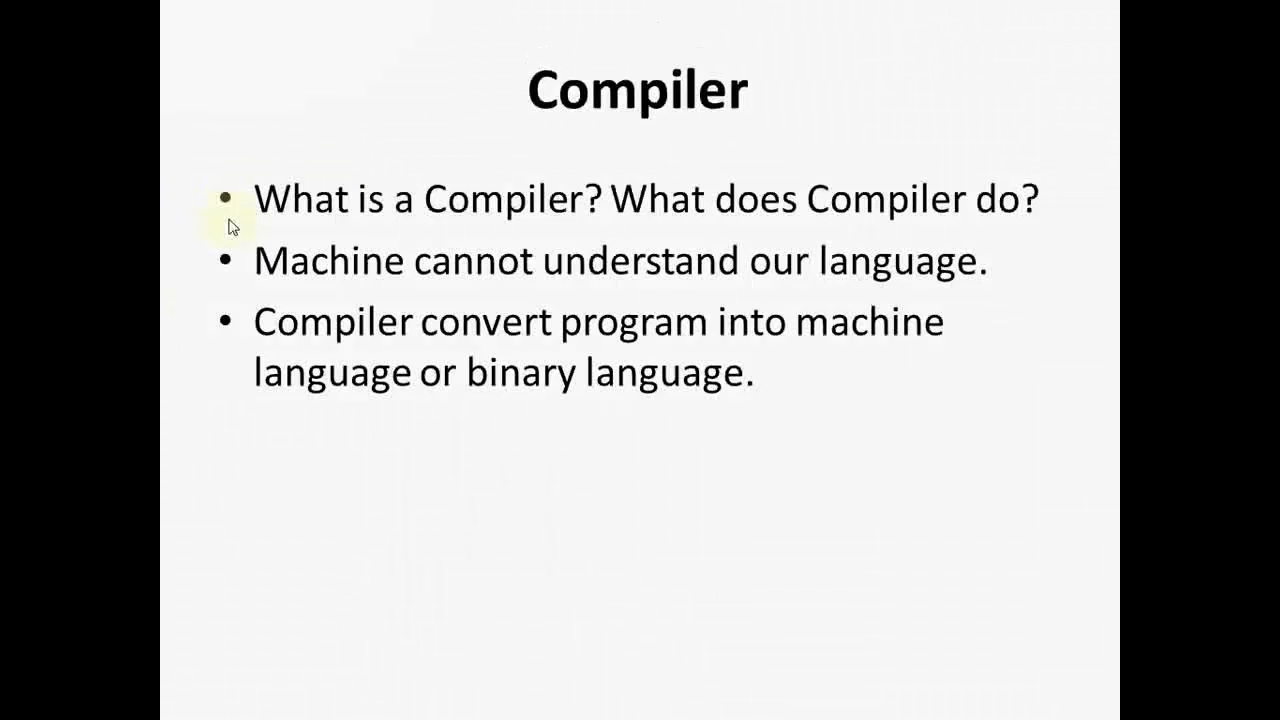 Compiler
• What is a Compiler? What does Compiler do?
• Machine cannot understand our language.
• Compiler convert program into machine
language or binary language.